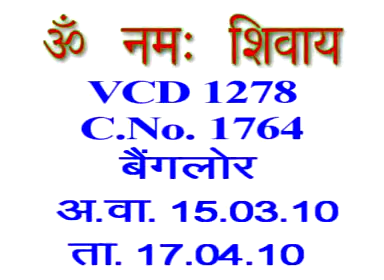 ॐ नमः शिवाय
VCD 1278
C.No. 1764
बैंगलोर
अ.वा. 15.03.10
ता. 17.04.10